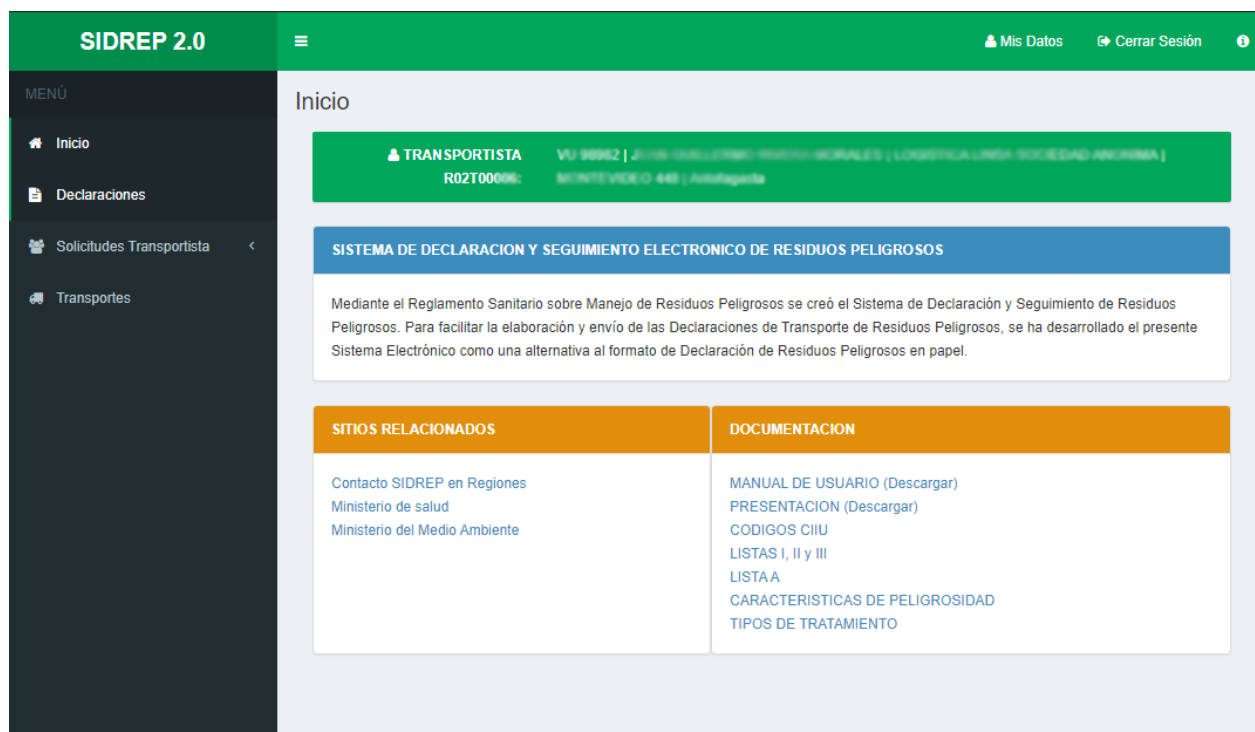 SIDREP 2.0
Mis Datos
Cerrar Sesión
MENÚ
Inicio
Declaraciones
Solicitudes Transportista
Transportes
Inicio
TRANSPORTISTA
SISTEMA DE DECLARACION Y SEGUIMIENTO ELECTRONICO DE RESIDUOS PELIGROSOS
Mediante el Reglamento Sanitario sobre Manejo de Residuos Peligrosos se creó el Sistema de Declaración y Seguimiento de Residuos
Peligrosos. Para facilitar la elaboración y envío de las Declaraciones de Transporte de Residuos Peligrosos, se ha desarrollado el presente
Sistema Electrónico como una alternativa al formato de Declaración de Residuos Peligrosos en papel.
SITIOS RELACIONADOS
Contacto SIDREP en Regiones
Ministerio de salud
Ministerio del Medio Ambiente
DOCUMENTACION
MANUAL DE USUARIO (Descargar)
PRESENTACION (Descargar)
CODIGOS CIIU
LISTAS I, II y III
LISTA A
CARACTERISTICAS DE PELIGROSIDAD
TIPOS DE TRATAMIENTO